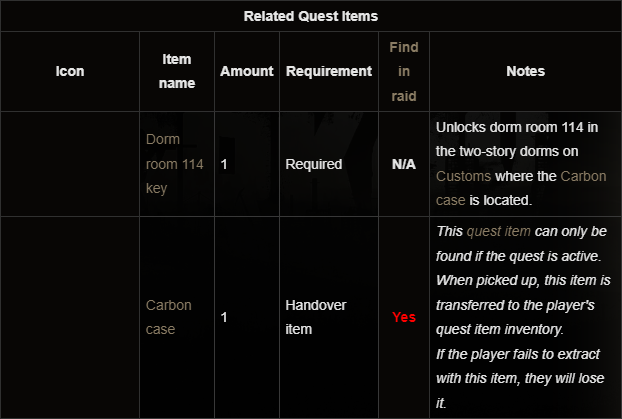 Related Quest Items
Icon
Item
name
Amount
Requirement
Find
in
raid
Notes
Dorm
room 114
key
1
Required
N/A
Unlocks dorm room 114 in
the two-story dorms on
Customs where the Carbon
case is located.
Carbon
case
1
Handover
item
Yes
This quest item can only be
found if the quest is active.
When picked up, this item is
transferred to the player's
quest item inventory.
If the player fails to extract
with this item, they will lose
it.